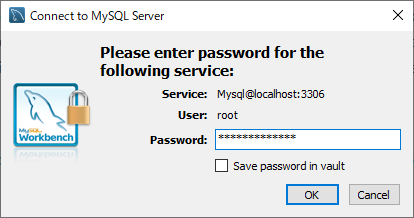 Connect to MySQL Server
Please enter password for the
following service:
Service: Mysql@localhost:3306
User: root
Password: *************
Save password in vault
MySQL
Workbench
OK Cancel